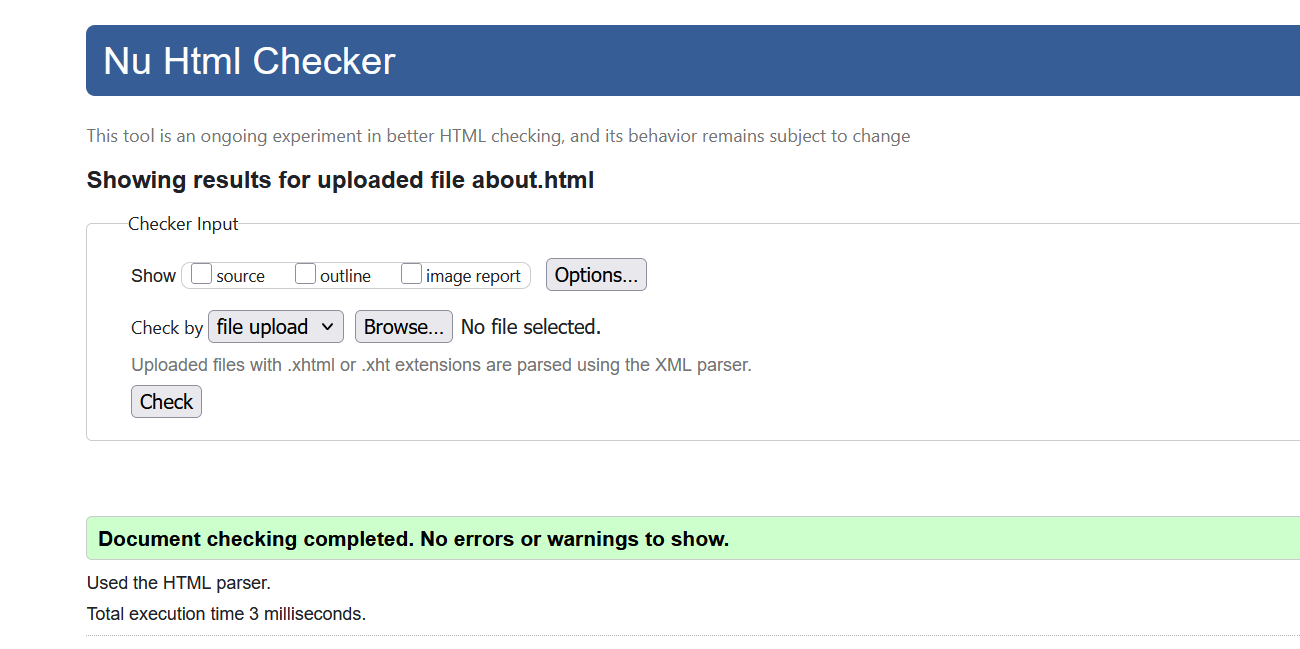 Nu Html Checker
This tool is an ongoing experiment in better HTML checking, and its behavior remains subject to change
Showing results for uploaded file about.html
Checker Input
Show source outline image report Options...
Check by file upload Browse... No file selected.
Uploaded files with .xhtml or .xht extensions are parsed using the XML parser.
Check
Document checking completed. No errors or warnings to show.
Used the HTML parser.
Total execution time 3 milliseconds.